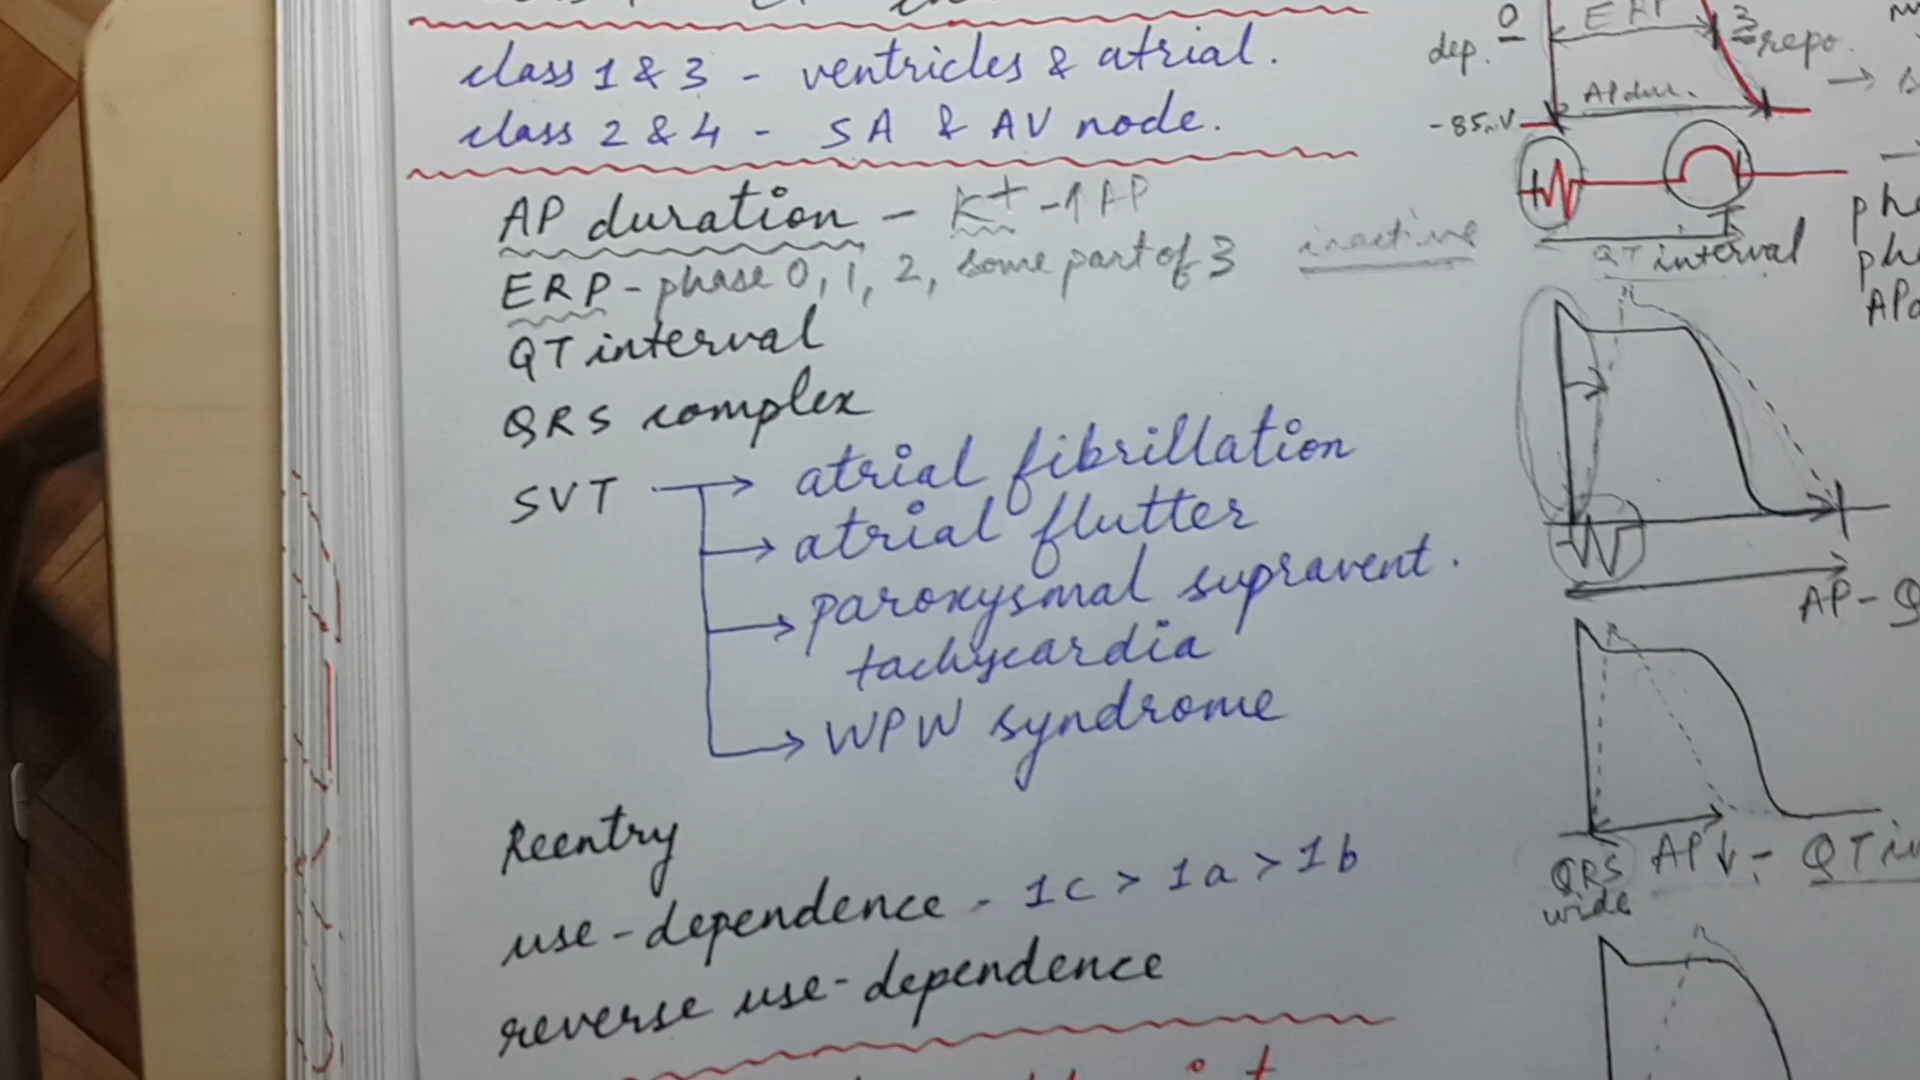 class 1 & 3 - ventricles & atrial.
class 2 & 4 - SA & AV node.
AP duration - K+ - ↑ AP
ERP - phase 0, 1, 2, some part of 3 inactive
QT interval
QRS complex
SVT → atrial fibrillation
→ atrial flutter
→ paroxysmal supravent.
tachycardia
→ WPW syndrome
Reentry
use-dependence - 1c > 1a > 1b
reverse use-dependence
0 ERP 3
dep. repo.
AP dur.
-85mV
QT interval
AP - Q
QRS AP ↓ - QT in
wide